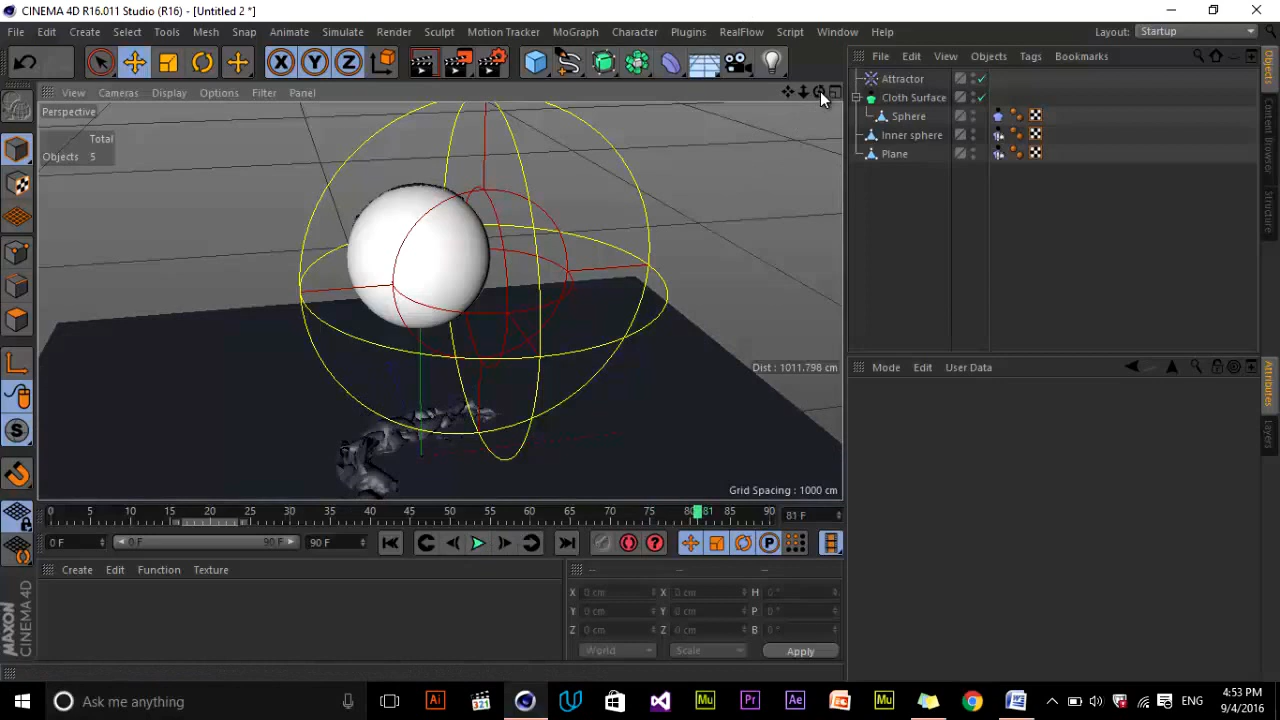 CINEMA 4D R16.011 Studio (R16) - [Untitled 2 *]
File Edit Create Select Tools Mesh Snap Animate Simulate Render Sculpt Motion Tracker MoGraph Character Plugins RealFlow Script Window Help Layout: Startup
X Y Z
File Edit View Objects Tags Bookmarks
View Cameras Display Options Filter Panel
Perspective
Total
Objects 5
Attractor
Cloth Surface
Sphere
Inner sphere
Plane
Objects
Content Browser
Structure
Dist : 1011.798 cm
Mode Edit User Data
Attributes
Layers
Grid Spacing : 1000 cm
0 5 10 15 20 25 30 35 40 45 50 55 60 65 70 75 80 81 85 90 81 F
0 F 0 F 90 F 90 F
Create Edit Function Texture
-- -- --
X 0 cm X 0 cm H 0 °
Y 0 cm Y 0 cm P 0 °
Z 0 cm Z 0 cm B 0 °
World Scale Apply
MAXON
CINEMA 4D
Ask me anything
ENG
4:53 PM
9/4/2016